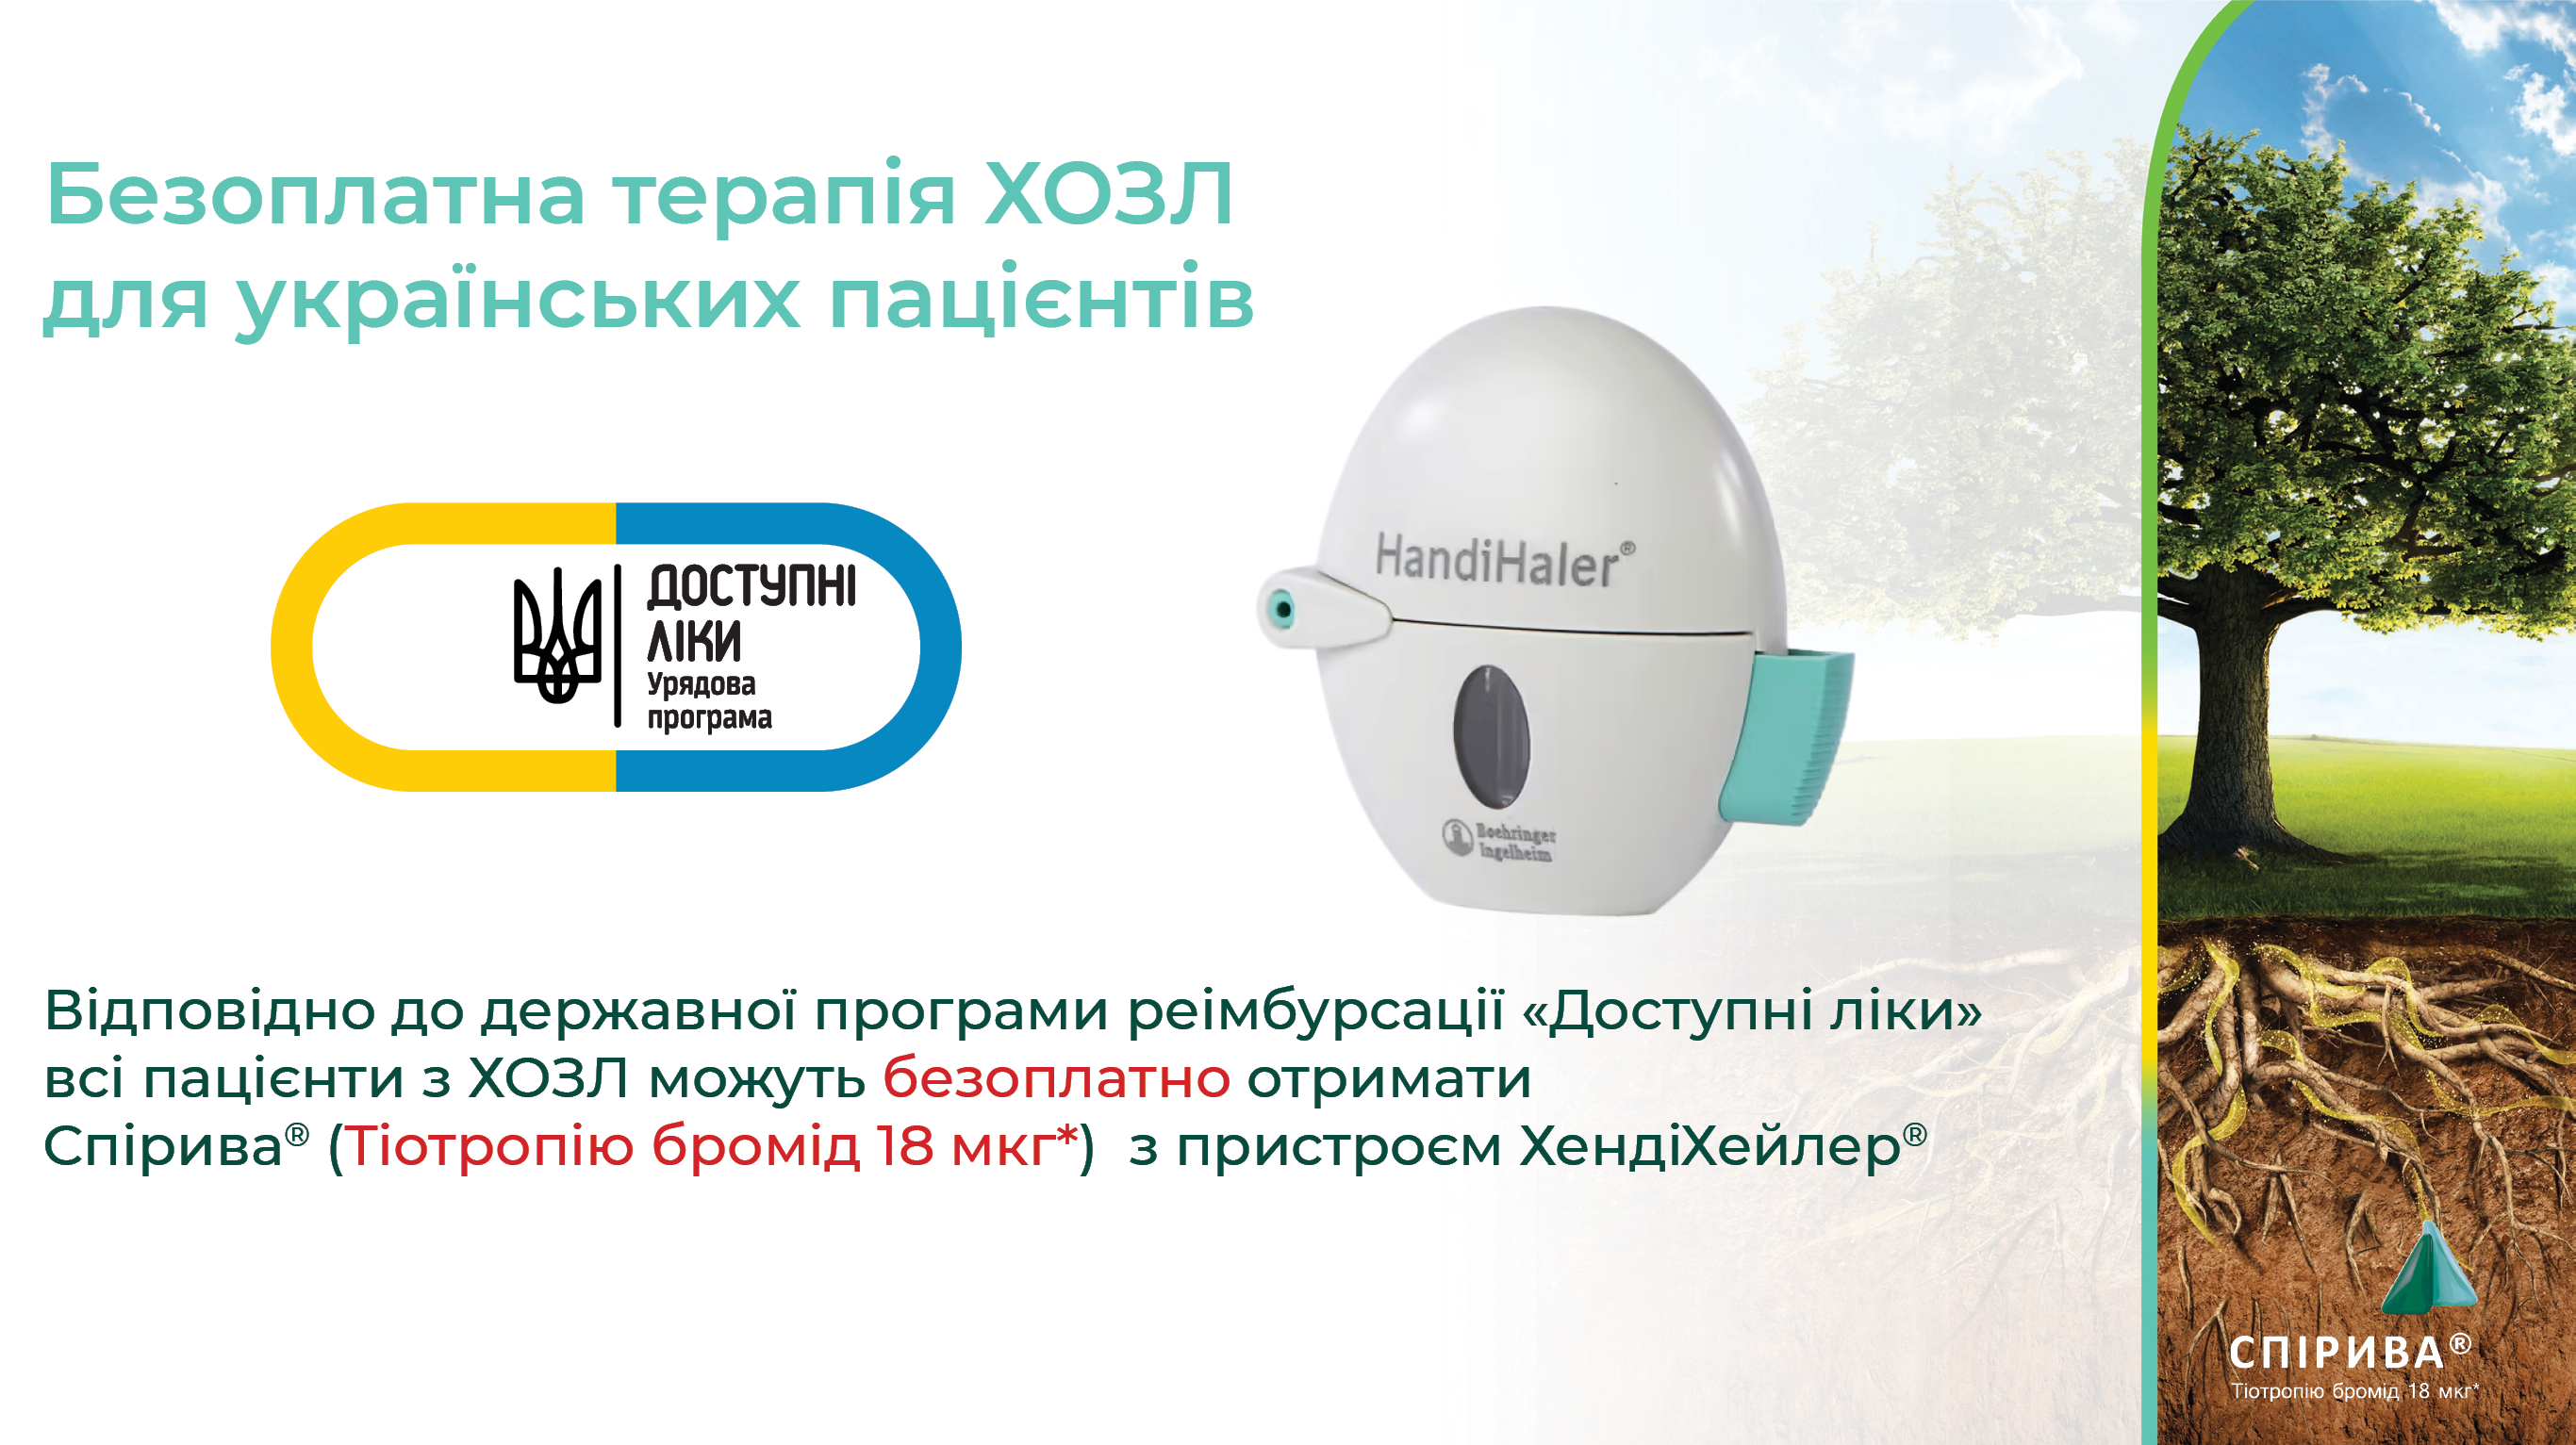 Безоплатна терапія ХОЗЛ
для українських пацієнтів
ДОСТУПНІ
ЛІКИ
Урядова
програма
HandiHaler®
Boehringer
Ingelheim
Відповідно до державної програми реімбурсації «Доступні ліки»
всі пацієнти з ХОЗЛ можуть безоплатно отримати
Спірива® (Тіотропію бромід 18 мкг*) з пристроєм ХендіХейлер®
СПІРИВА®
Тіотропію бромід 18 мкг*